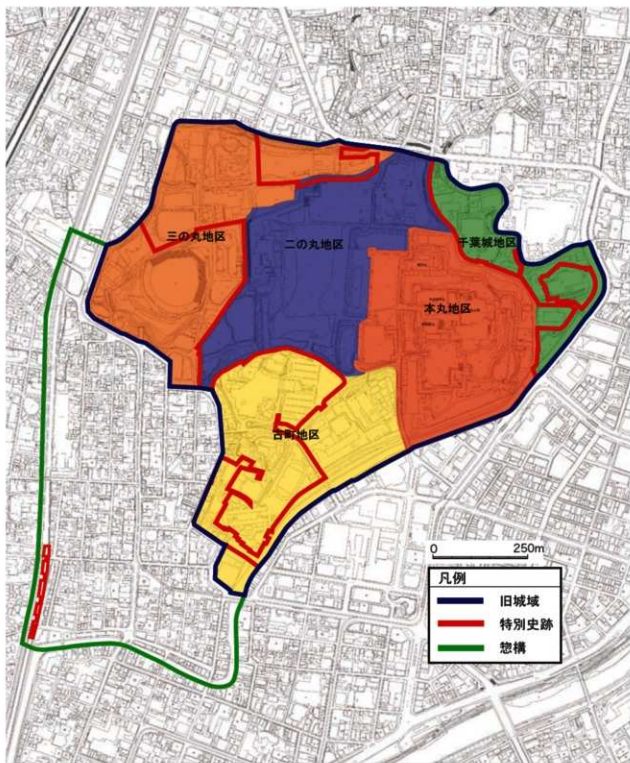 三の丸地区
二の丸地区
千葉城地区
本丸地区
古町地区
0 250m
凡例
旧城域
特別史跡
惣構